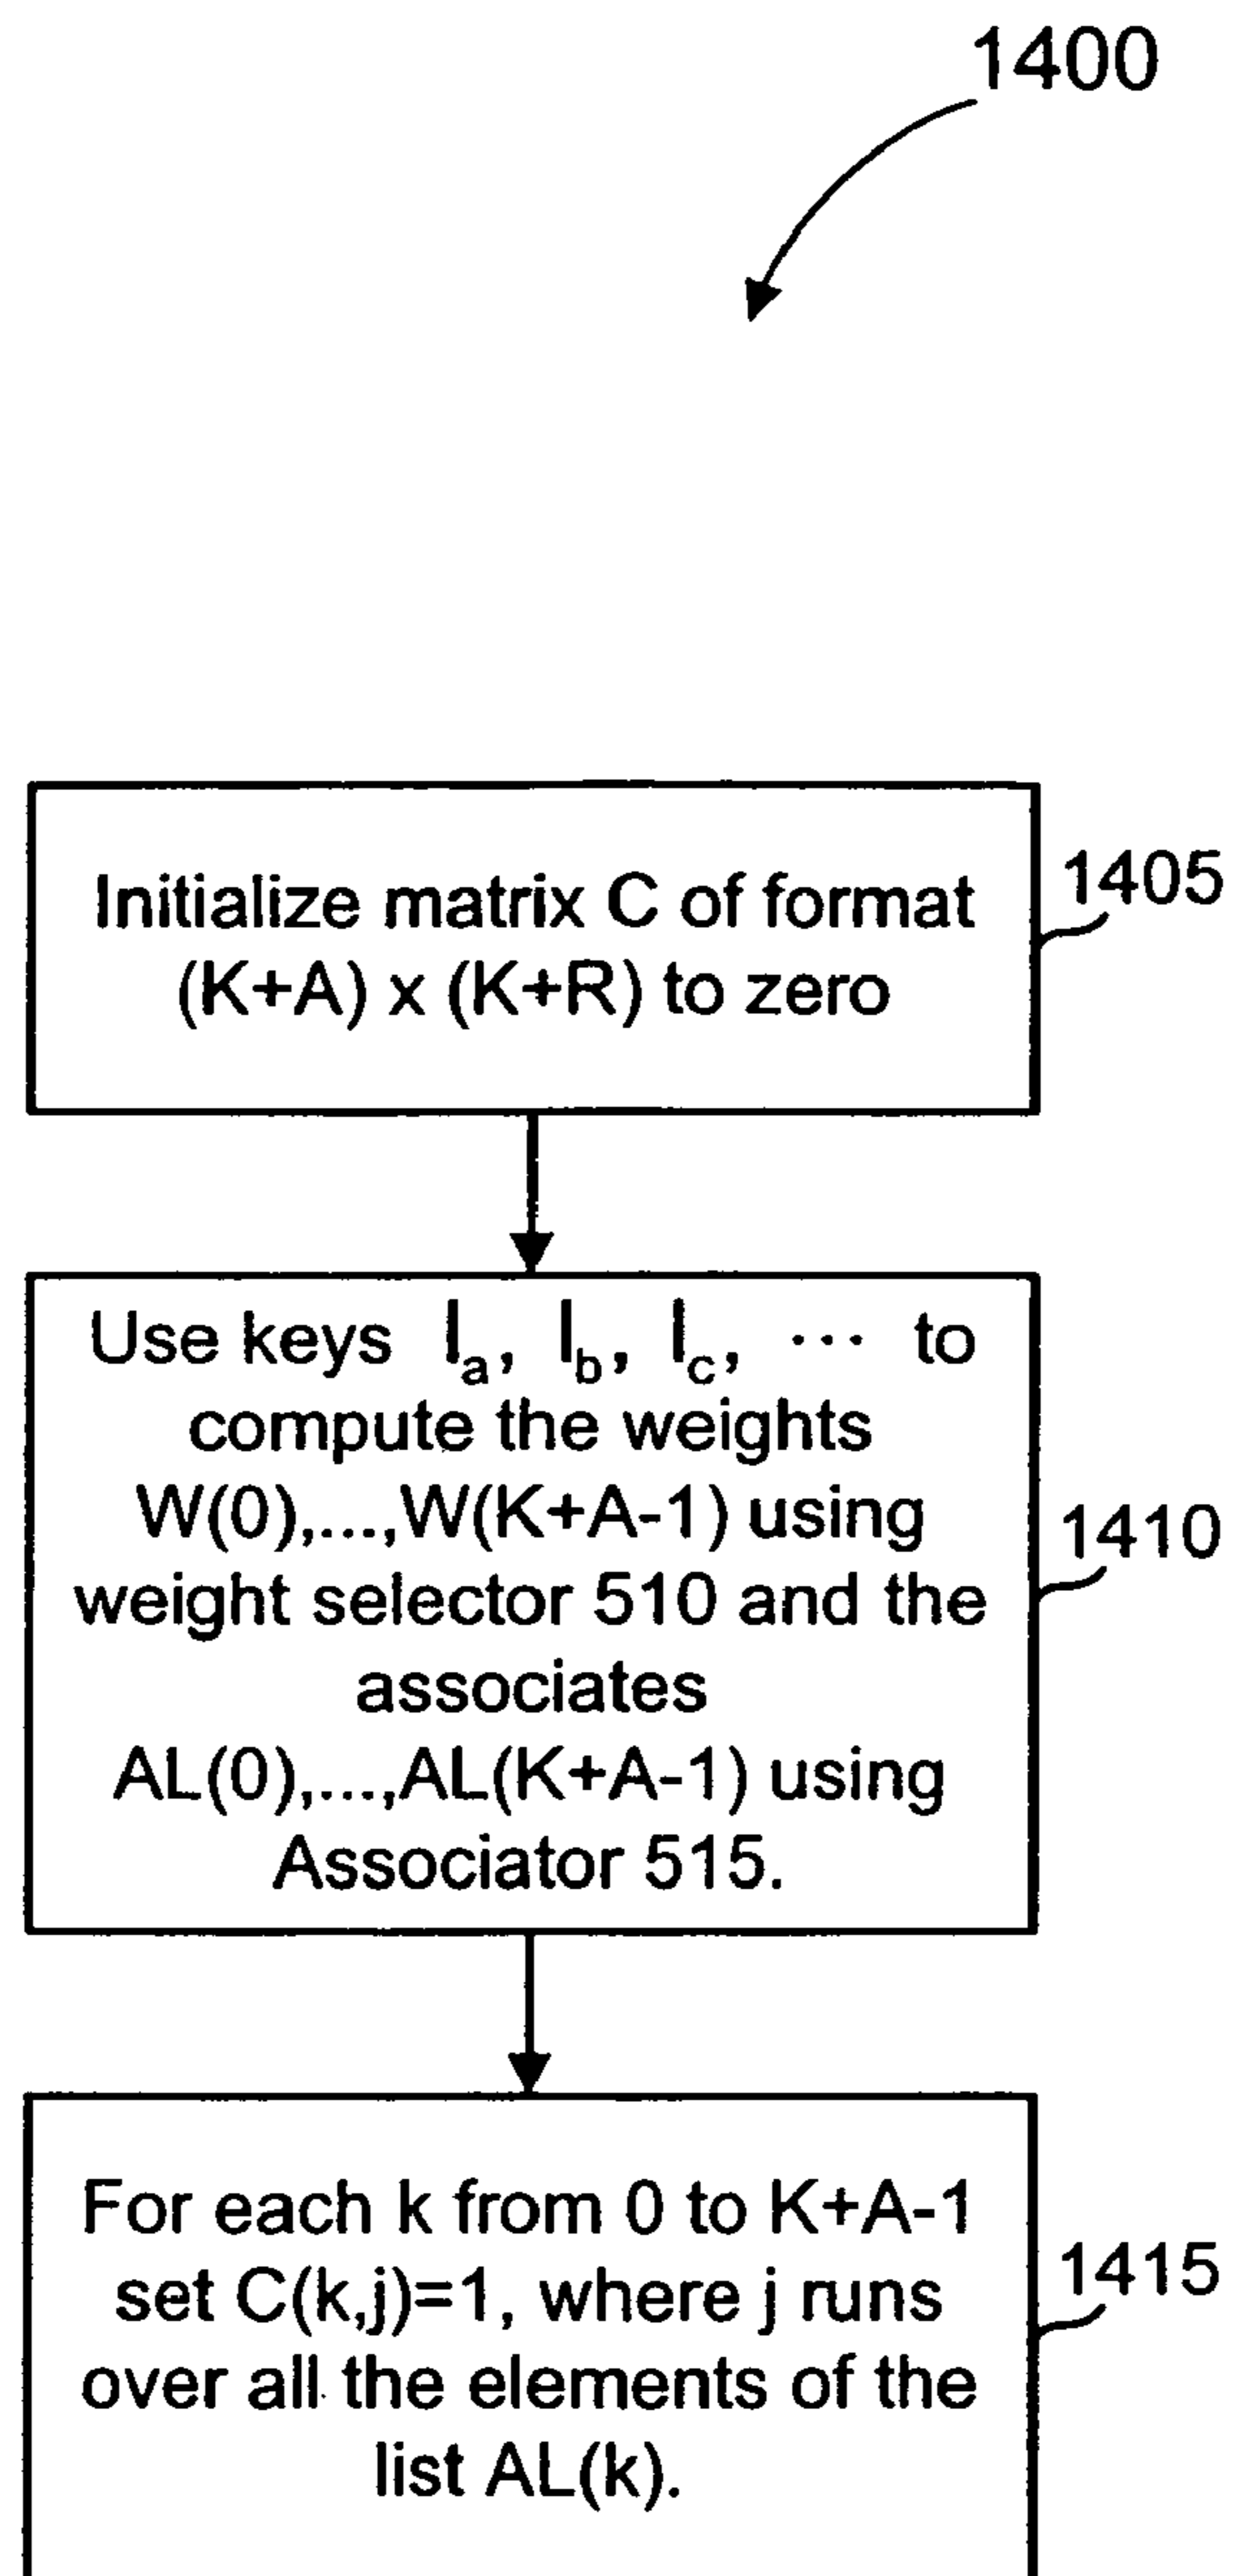 1400
Initialize matrix C of format
(K+A) x (K+R) to zero
1405
Use keys I_a, I_b, I_c, ⋯ to
compute the weights
W(0),...,W(K+A-1) using
weight selector 510 and the
associates
AL(0),...,AL(K+A-1) using
Associator 515.
1410
For each k from 0 to K+A-1
set C(k,j)=1, where j runs
over all the elements of the
list AL(k).
1415